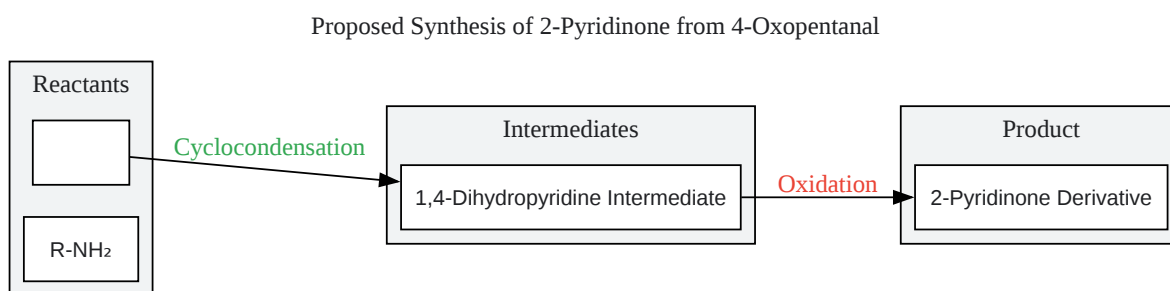 Proposed Synthesis of 2-Pyridinone from 4-Oxopentanal
Reactants
R-NH₂
Cyclocondensation
Intermediates
1,4-Dihydropyridine Intermediate
Oxidation
Product
2-Pyridinone Derivative